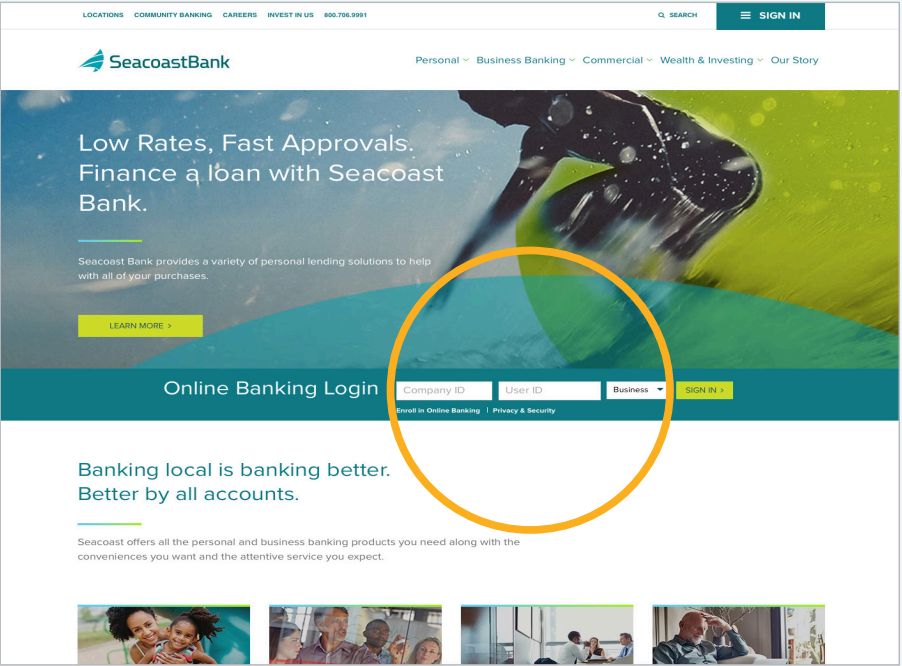 LOCATIONS COMMUNITY BANKING CAREERS INVEST IN US 800.706.9991 SEARCH SIGN IN
SeacoastBank Personal Business Banking Commercial Wealth & Investing Our Story
Low Rates, Fast Approvals.
Finance a loan with Seacoast
Bank.
Seacoast Bank provides a variety of personal lending solutions to help
with all of your purchases.
LEARN MORE >
Online Banking Login Company ID User ID Business SIGN IN >
Enroll in Online Banking | Privacy & Security
Banking local is banking better.
Better by all accounts.
Seacoast offers all the personal and business banking products you need along with the
conveniences you want and the attentive service you expect.